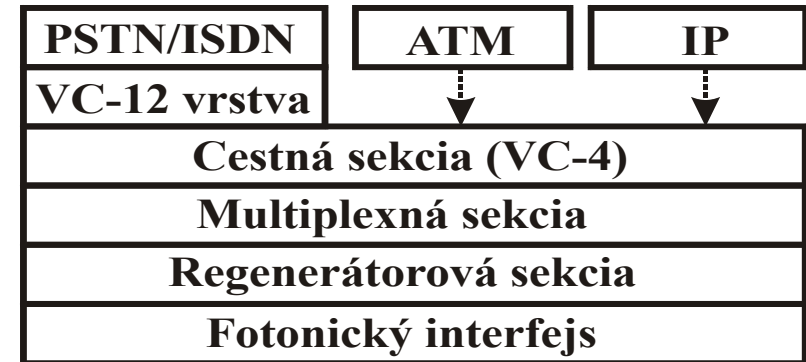 PSTN/ISDN
ATM
IP
VC-12 vrstva
Cestná sekcia (VC-4)
Multiplexná sekcia
Regenerátorová sekcia
Fotonický interfejs